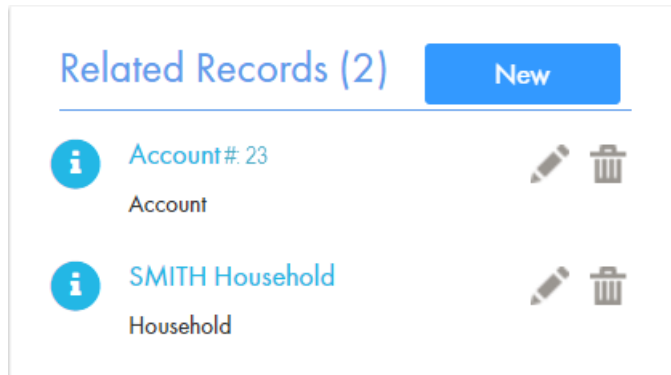 Related Records (2)
New
Account #: 23
Account
SMITH Household
Household